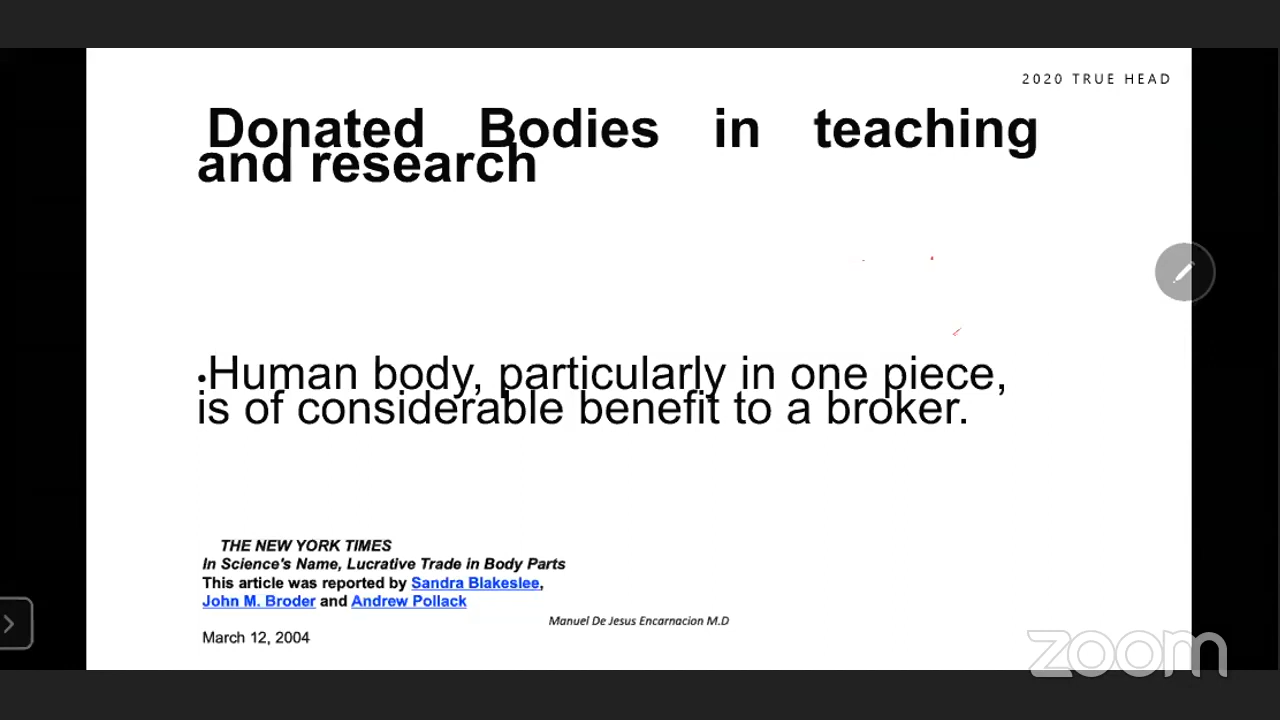 2020 TRUE HEAD
Donated Bodies in teaching
and research
•Human body, particularly in one piece,
is of considerable benefit to a broker.
THE NEW YORK TIMES
In Science's Name, Lucrative Trade in Body Parts
This article was reported by Sandra Blakeslee,
John M. Broder and Andrew Pollack
Manuel De Jesus Encarnacion M.D
March 12, 2004
zoom